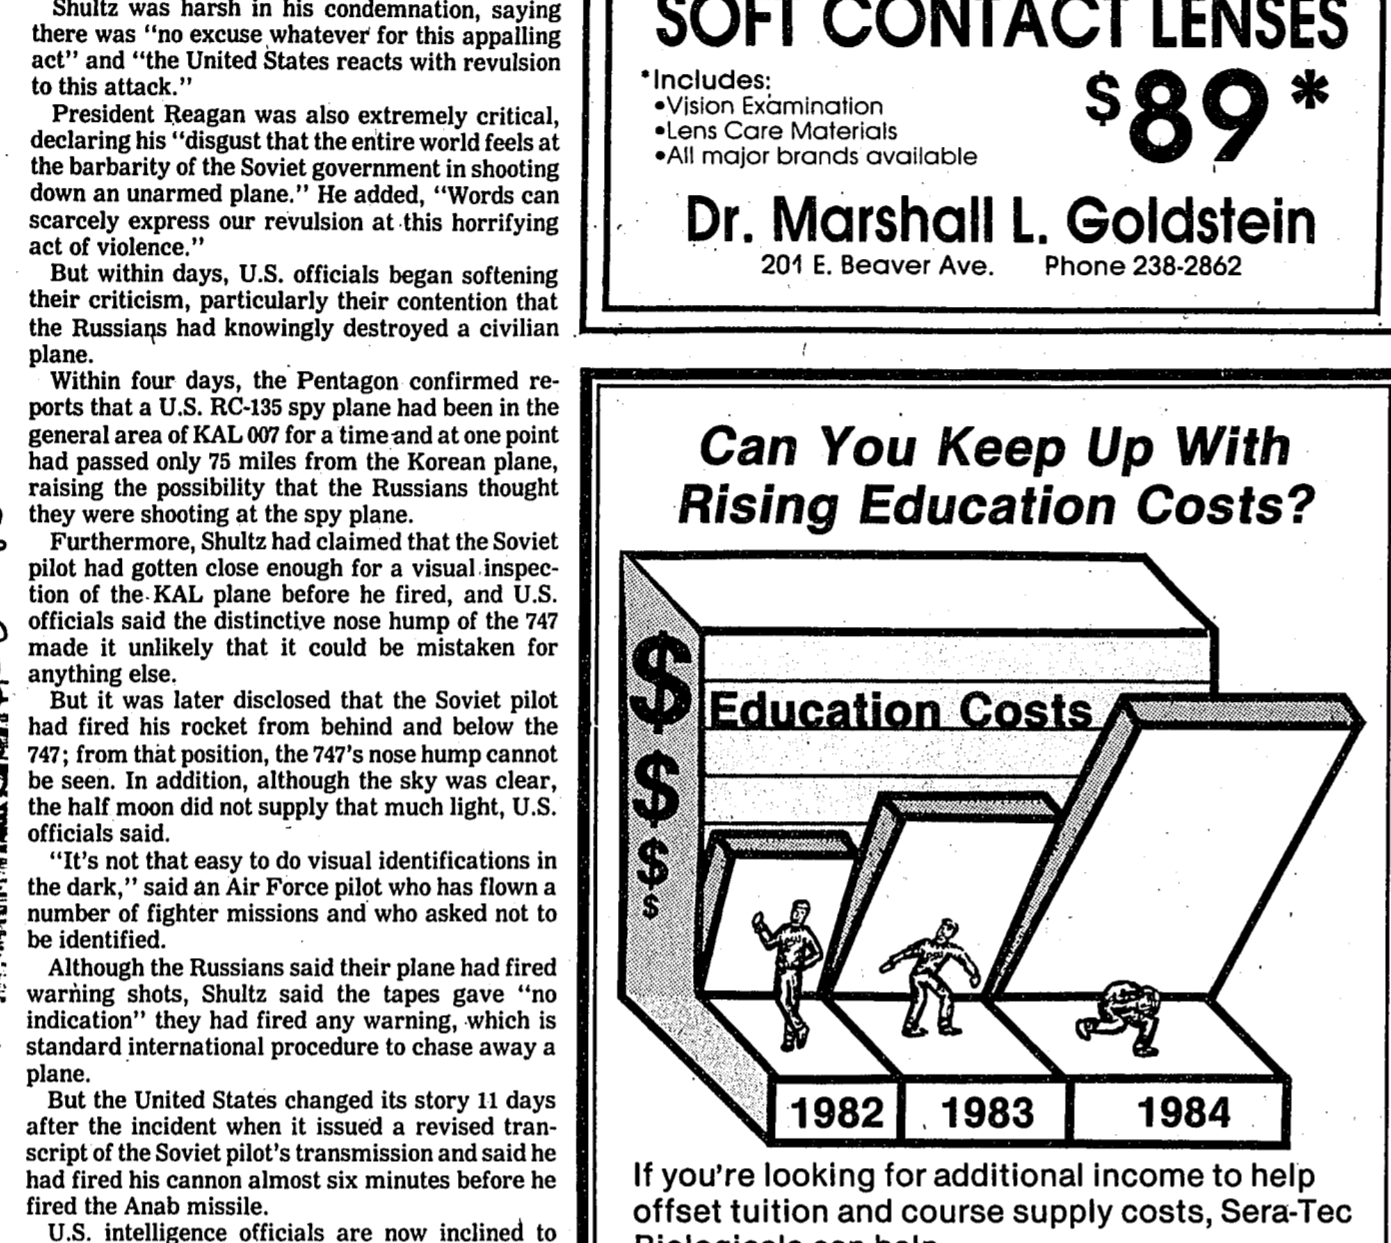 Shultz was harsh in his condemnation, saying
there was "no excuse whatever for this appalling
act" and "the United States reacts with revulsion
to this attack."
President Reagan was also extremely critical,
declaring his "disgust that the entire world feels at
the barbarity of the Soviet government in shooting
down an unarmed plane." He added, "Words can
scarcely express our revulsion at this horrifying
act of violence."
But within days, U.S. officials began softening
their criticism, particularly their contention that
the Russians had knowingly destroyed a civilian
plane.
Within four days, the Pentagon confirmed re-
ports that a U.S. RC-135 spy plane had been in the
general area of KAL 007 for a time and at one point
had passed only 75 miles from the Korean plane,
raising the possibility that the Russians thought
they were shooting at the spy plane.
Furthermore, Shultz had claimed that the Soviet
pilot had gotten close enough for a visual inspec-
tion of the KAL plane before he fired, and U.S.
officials said the distinctive nose hump of the 747
made it unlikely that it could be mistaken for
anything else.
But it was later disclosed that the Soviet pilot
had fired his rocket from behind and below the
747; from that position, the 747's nose hump cannot
be seen. In addition, although the sky was clear,
the half moon did not supply that much light, U.S.
officials said.
"It's not that easy to do visual identifications in
the dark," said an Air Force pilot who has flown a
number of fighter missions and who asked not to
be identified.
Although the Russians said their plane had fired
warning shots, Shultz said the tapes gave "no
indication" they had fired any warning, which is
standard international procedure to chase away a
plane.
But the United States changed its story 11 days
after the incident when it issued a revised tran-
script of the Soviet pilot's transmission and said he
had fired his cannon almost six minutes before he
fired the Anab missile.
U.S. intelligence officials are now inclined to
SOFT CONTACT LENSES
*Includes:
•Vision Examination
•Lens Care Materials
•All major brands available
$89*
Dr. Marshall L. Goldstein
201 E. Beaver Ave. Phone 238-2862
Can You Keep Up With
Rising Education Costs?
$
$
$
$
Education Costs
1982 1983 1984
If you're looking for additional income to help
offset tuition and course supply costs, Sera-Tec
Biologicals can help